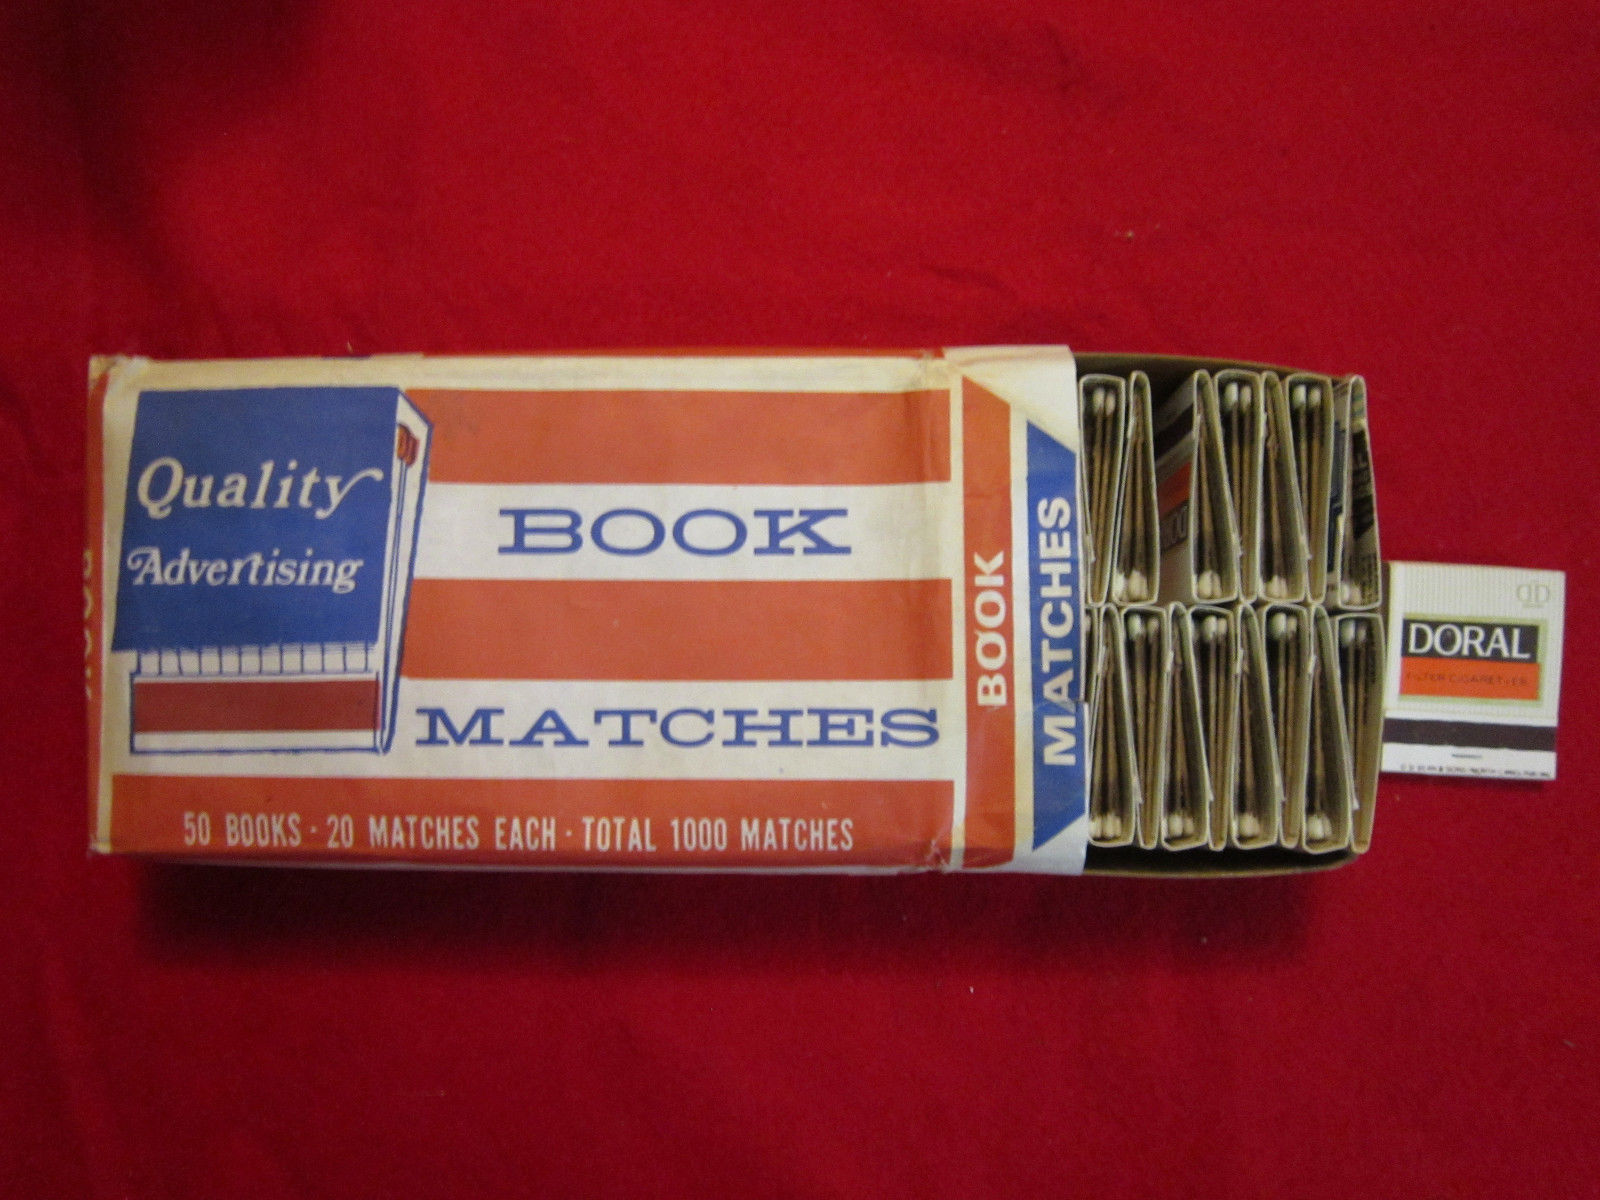 Quality
Advertising
BOOK
MATCHES
50 BOOKS · 20 MATCHES EACH · TOTAL 1000 MATCHES
BOOK
MATCHES
DORAL
FILTER CIGARETTES